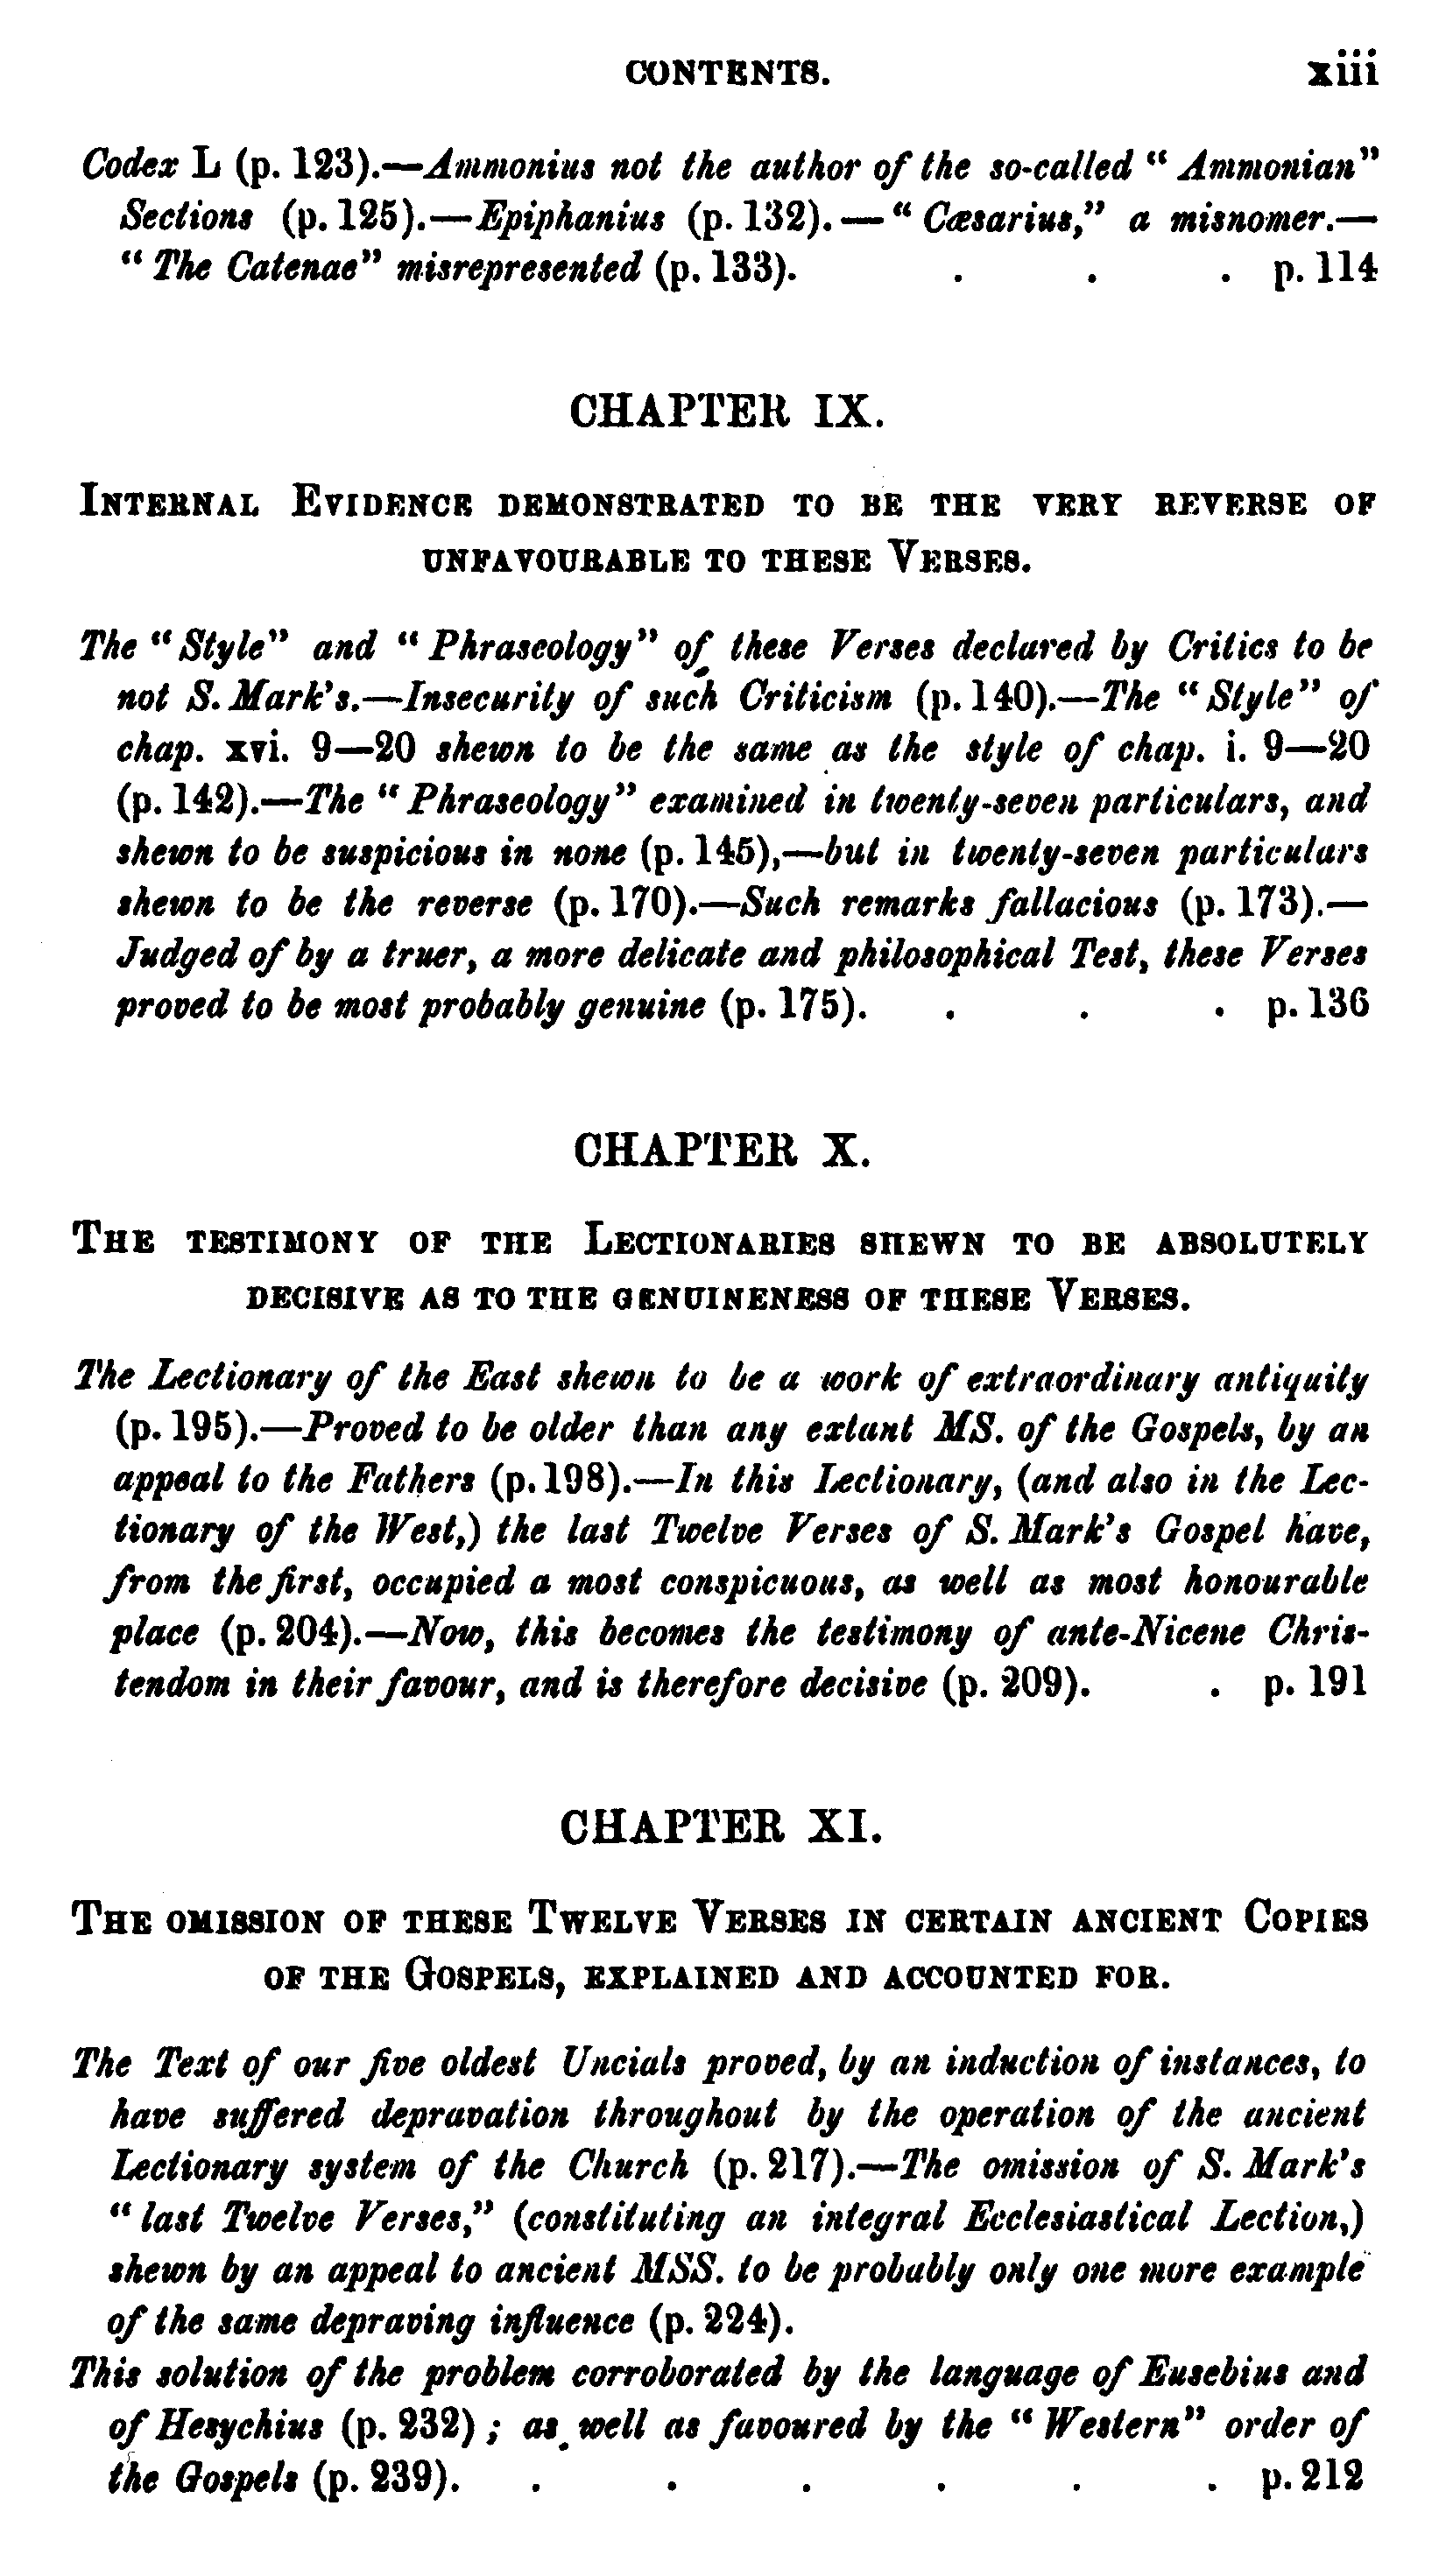 CONTENTS. xiii
Codex L (p. 123).—Ammonius not the author of the so-called “Ammonian”
Sections (p. 125).—Epiphanius (p. 132).—“Cæsarius,” a misnomer.—
“The Catenae” misrepresented (p. 133). . . . p. 114
CHAPTER IX.
Internal Evidence demonstrated to be the very reverse of
unfavourable to these Verses.
The “Style” and “Phraseology” of these Verses declared by Critics to be
not S. Mark’s.—Insecurity of such Criticism (p. 140).—The “Style” of
chap. xvi. 9—20 shewn to be the same as the style of chap. i. 9—20
(p. 142).—The “Phraseology” examined in twenty-seven particulars, and
shewn to be suspicious in none (p. 145),—but in twenty-seven particulars
shewn to be the reverse (p. 170).—Such remarks fallacious (p. 173).—
Judged of by a truer, a more delicate and philosophical Test, these Verses
proved to be most probably genuine (p. 175). . . . p. 136
CHAPTER X.
The testimony of the Lectionaries shewn to be absolutely
decisive as to the genuineness of these Verses.
The Lectionary of the East shewn to be a work of extraordinary antiquity
(p. 195).—Proved to be older than any extant MS. of the Gospels, by an
appeal to the Fathers (p. 198).—In this Lectionary, (and also in the Lec-
tionary of the West,) the last Twelve Verses of S. Mark’s Gospel have,
from the first, occupied a most conspicuous, as well as most honourable
place (p. 204).—Now, this becomes the testimony of ante-Nicene Chris-
tendom in their favour, and is therefore decisive (p. 209). . p. 191
CHAPTER XI.
The omission of these Twelve Verses in certain ancient Copies
of the Gospels, explained and accounted for.
The Text of our five oldest Uncials proved, by an induction of instances, to
have suffered depravation throughout by the operation of the ancient
Lectionary system of the Church (p. 217).—The omission of S. Mark’s
“last Twelve Verses,” (constituting an integral Ecclesiastical Lection,)
shewn by an appeal to ancient MSS. to be probably only one more example
of the same depraving influence (p. 224).
This solution of the problem corroborated by the language of Eusebius and
of Hesychius (p. 232); as well as favoured by the “Western” order of
the Gospels (p. 239). . . . . . . p. 212